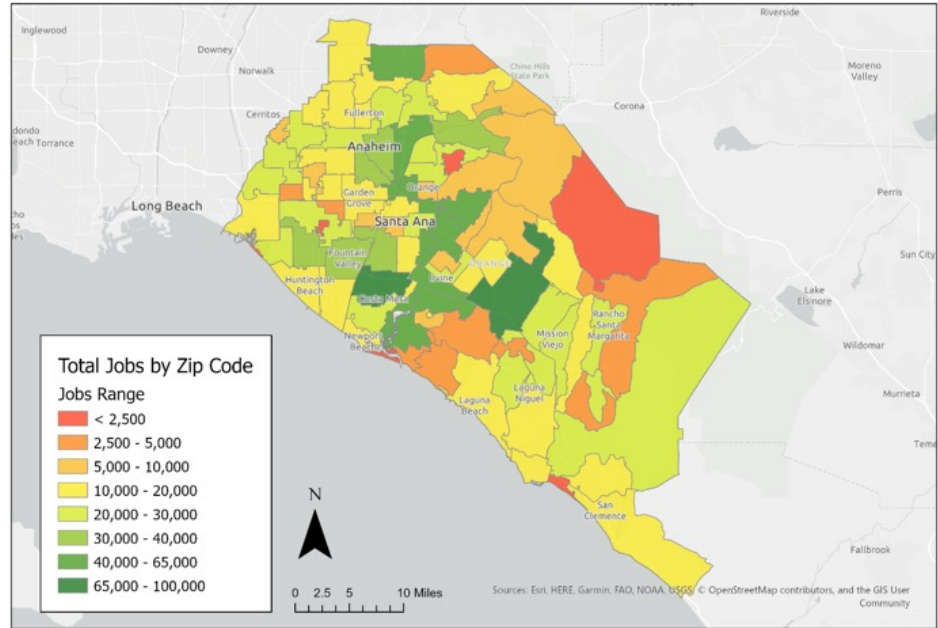 Inglewood
Downey
Norwalk
Cerritos
Torrance
Long Beach
Riverside
Chino Hills
State Park
Corona
Moreno
Valley
Perris
Sun City
Lake
Elsinore
Wildomar
Murrieta
Fallbrook
Fullerton
Anaheim
Orange
Garden
Grove
Santa Ana
Fountain
Valley
ORANGE
Irvine
Huntington
Beach
Costa Mesa
Newport
Beach
Mission
Viejo
Rancho
Santa
Margarita
Laguna
Beach
Laguna
Niguel
San
Clemente
Total Jobs by Zip Code
Jobs Range
< 2,500
2,500 - 5,000
5,000 - 10,000
10,000 - 20,000
20,000 - 30,000
30,000 - 40,000
40,000 - 65,000
65,000 - 100,000
N
0 2.5 5 10 Miles
Sources: Esri, HERE, Garmin, FAO, NOAA, USGS, © OpenStreetMap contributors, and the GIS User
Community